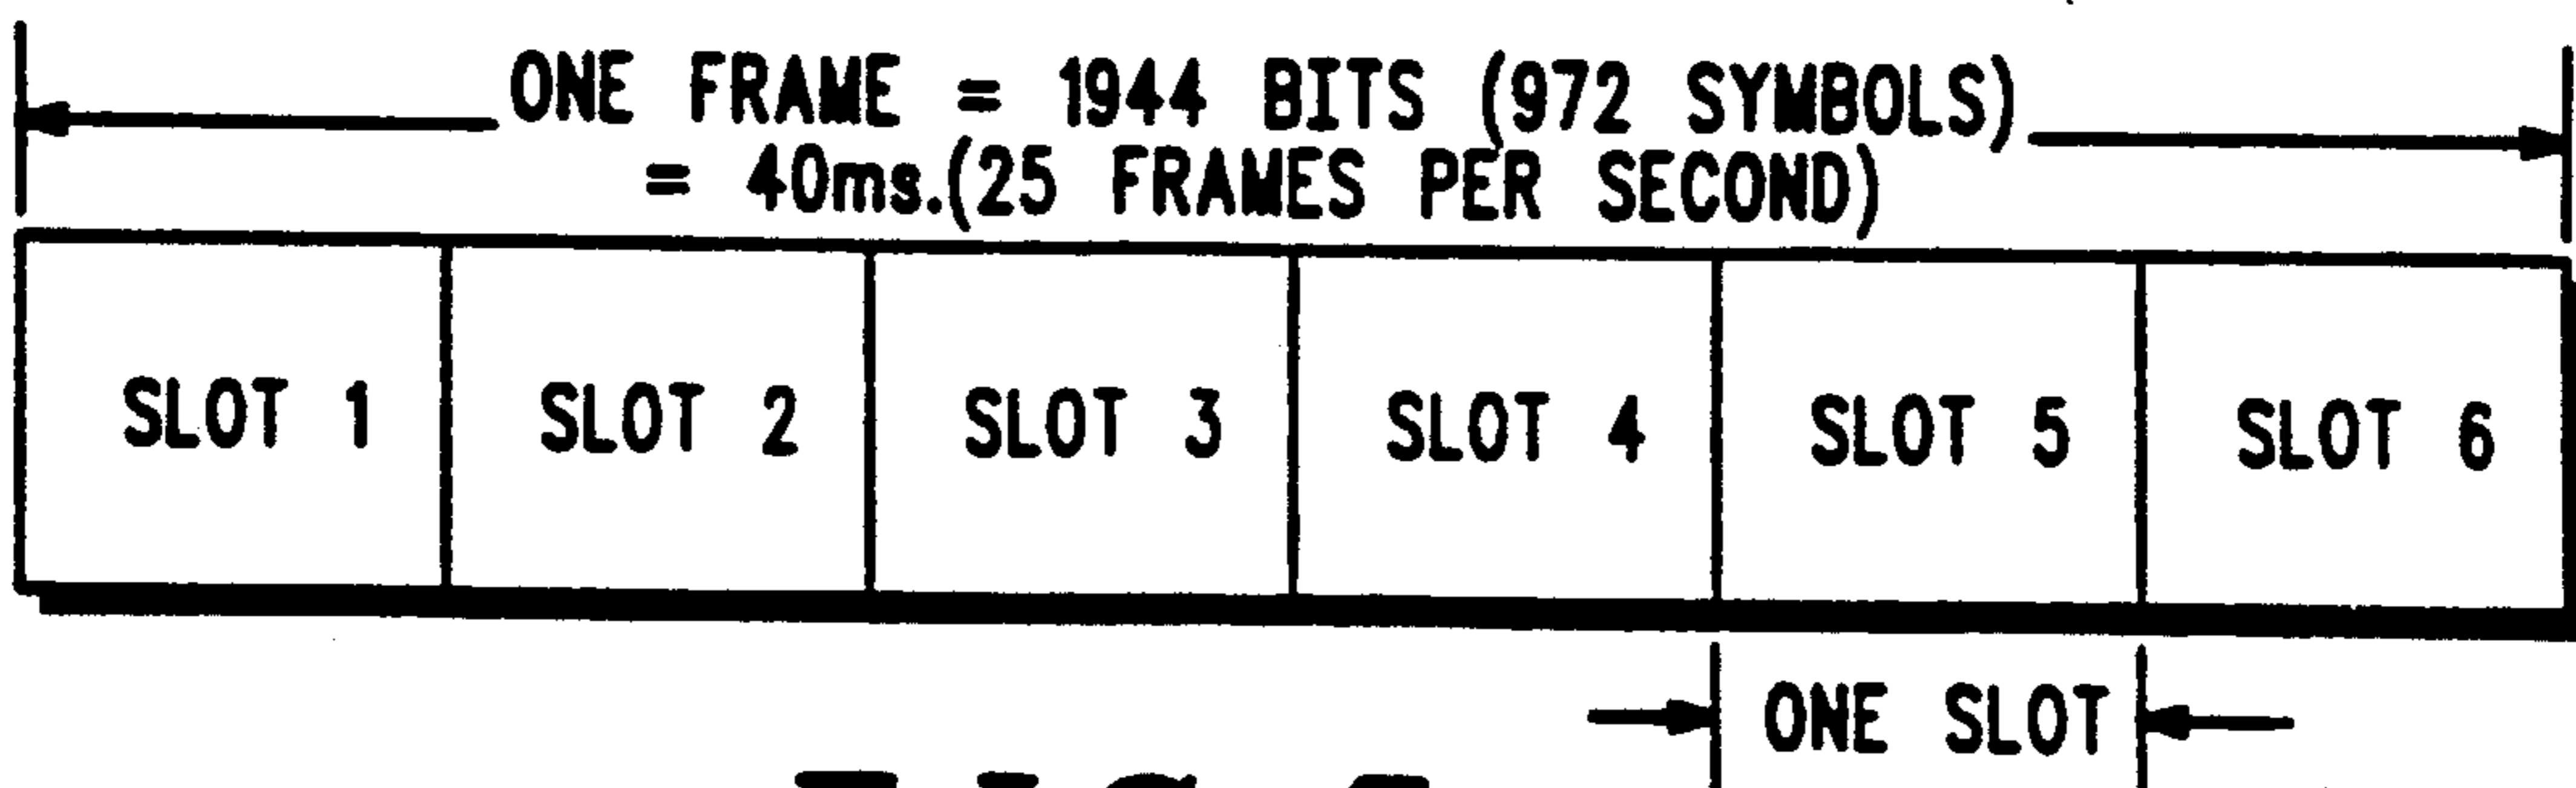 ONE FRAME = 1944 BITS (972 SYMBOLS)
= 40ms.(25 FRAMES PER SECOND)
SLOT 1 SLOT 2 SLOT 3 SLOT 4 SLOT 5 SLOT 6
ONE SLOT